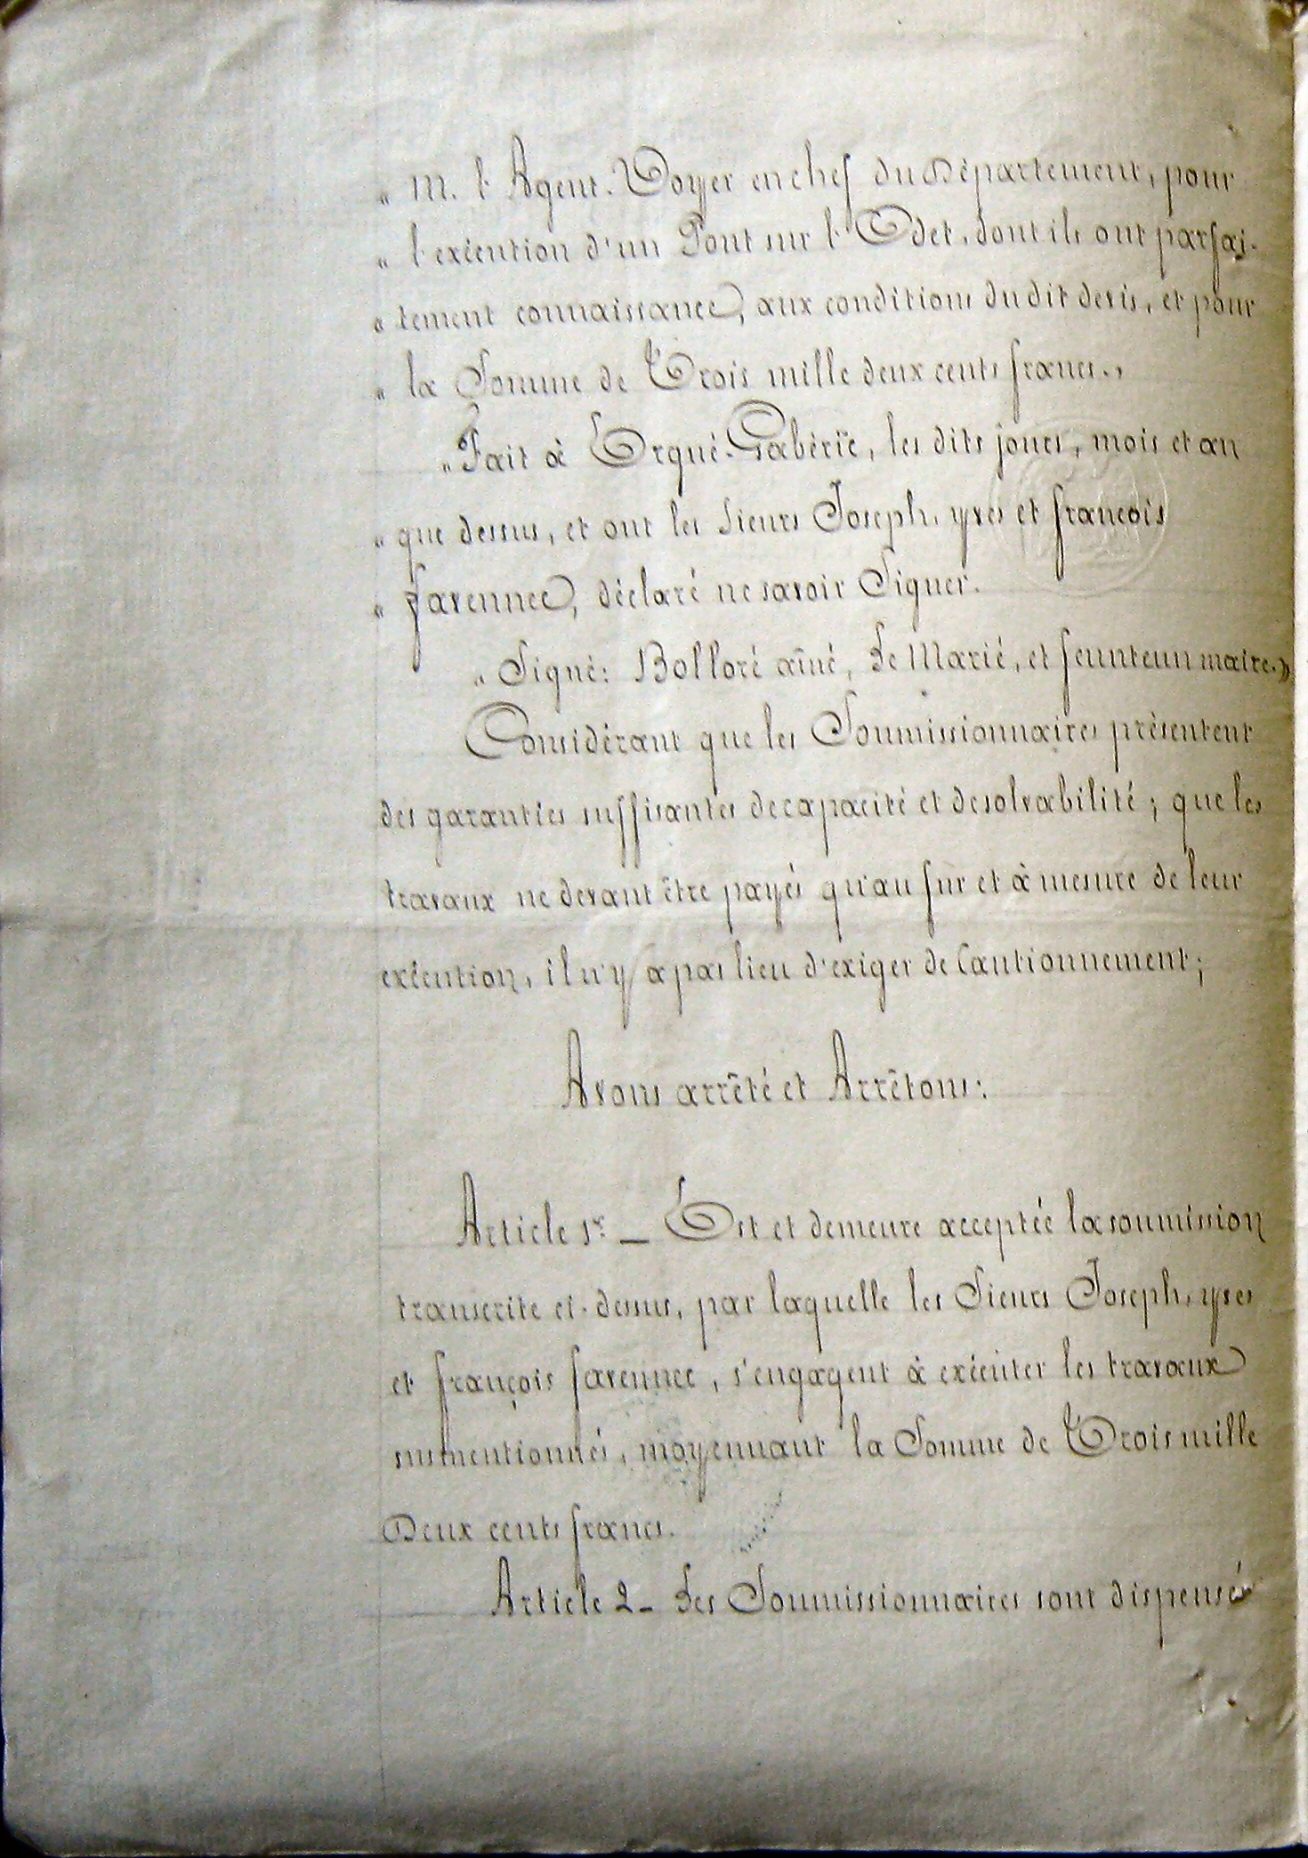 " M. l'Agent-Voyer en chef du Département, pour
" l'exécution d'un Pont sur l'Odet, dont ils ont parfai-
" tement connaissance, aux conditions du dit devis, et pour
" la Somme de Trois mille deux cents francs.,
" Fait à Ergué-Gabéric, les dits jours, mois et an
" que dessus, et ont les Sieurs Joseph, yves et françois
" favennec, déclaré ne savoir Signer.
" Signé: Bolloré aîné, Le Marié, et feunteun maire.»
Considérant que les Soumissionnaires présentent
des garanties suffisantes de capacité et de solvabilité; que les
travaux ne devant être payés qu'au fur et à mesure de leur
exécution, il n'y a pas lieu d'exiger de Cautionnement;
Avons arrêté et Arrêtons:
Article 1er_ Est et demeure acceptée la soumission
transcrite ci-dessus, par laquelle les Sieurs Joseph, yves
et françois favennec, s'engagent à exécuter les travaux
susmentionnés, moyennant la Somme de Trois mille
Deux cents francs.
Article 2_ Les Soumissionnaires sont dispensés